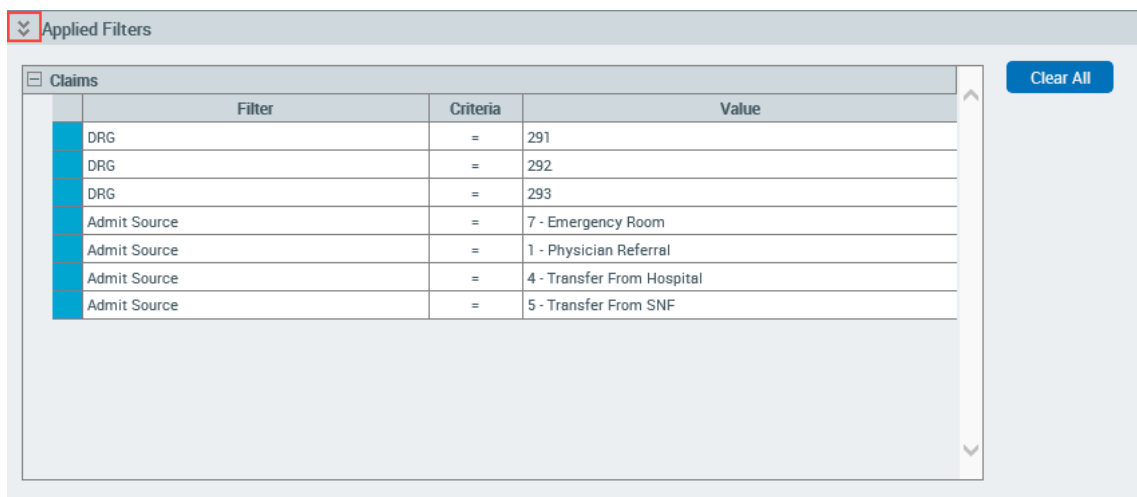 Applied Filters
Clear All
Claims
Filter Criteria Value
DRG = 291
DRG = 292
DRG = 293
Admit Source = 7 - Emergency Room
Admit Source = 1 - Physician Referral
Admit Source = 4 - Transfer From Hospital
Admit Source = 5 - Transfer From SNF